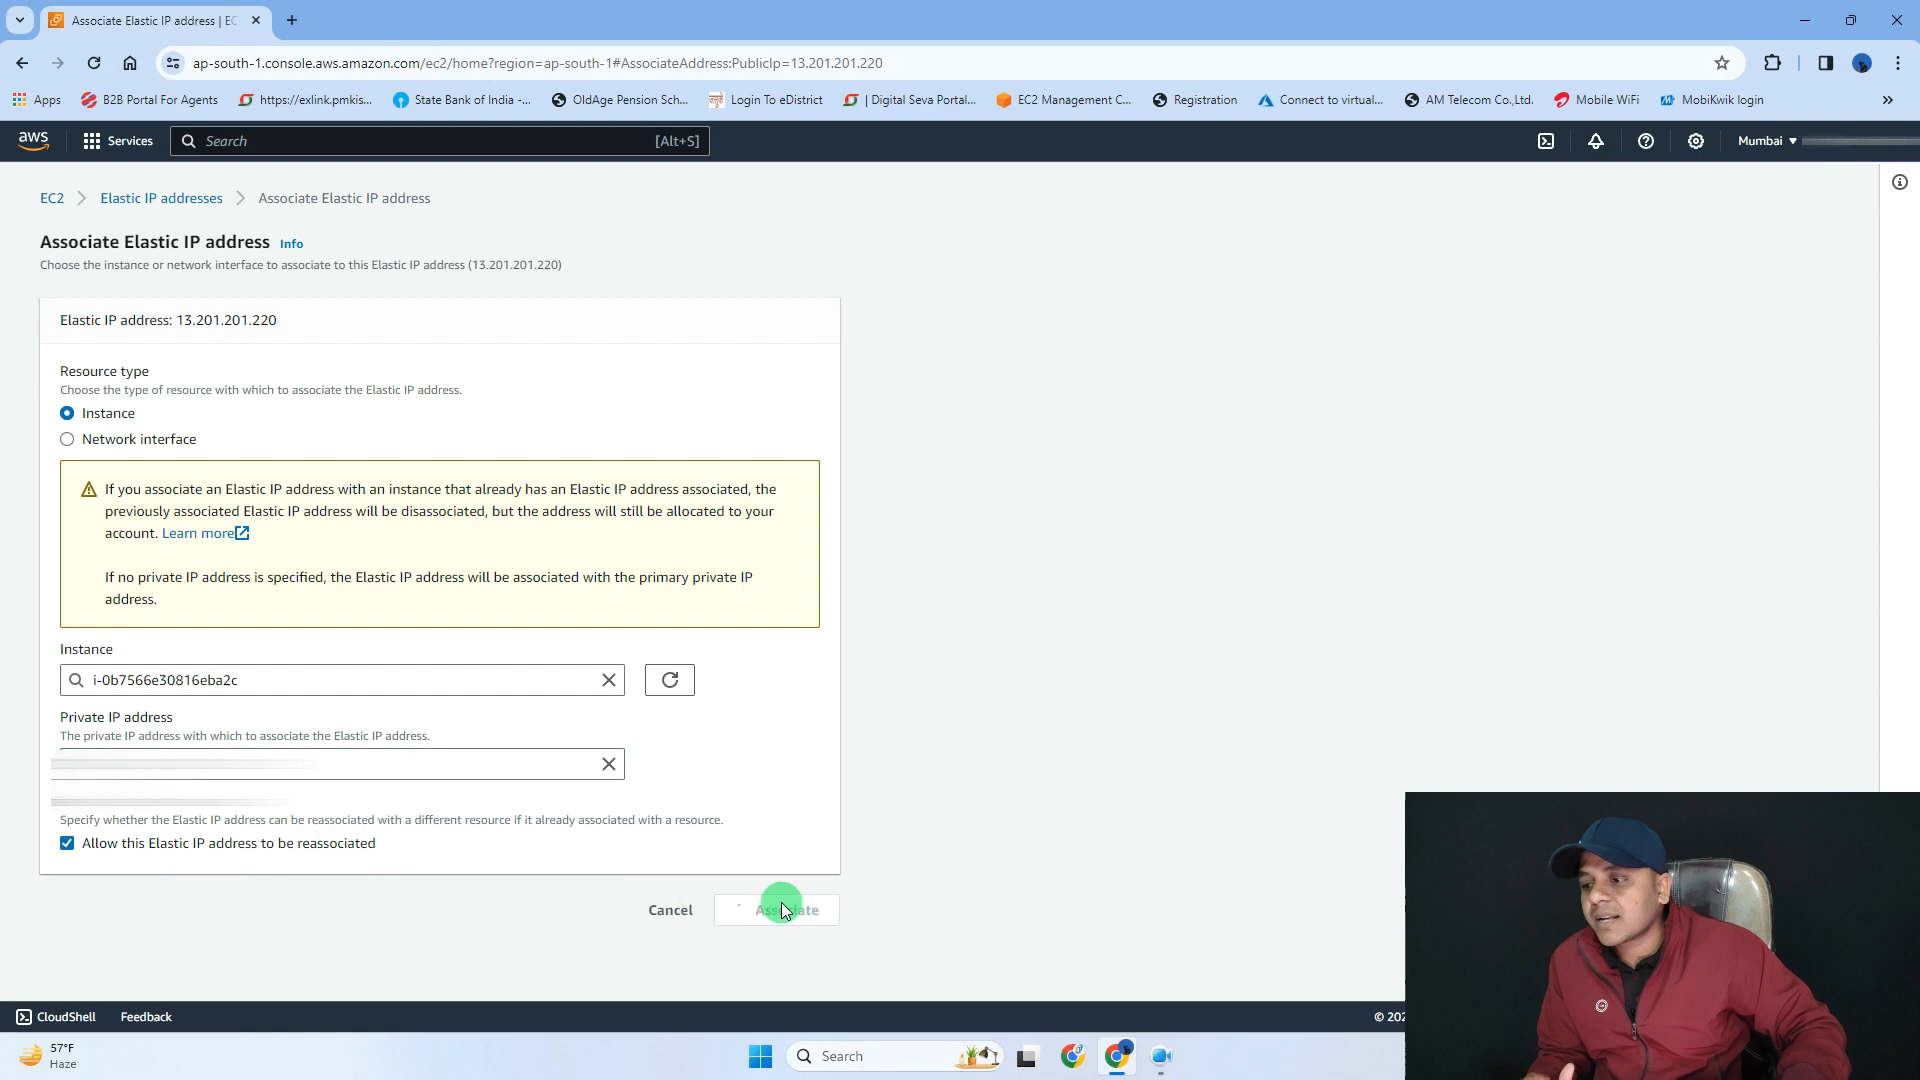 Associate Elastic IP address | EC
ap-south-1.console.aws.amazon.com/ec2/home?region=ap-south-1#AssociateAddress:PublicIp=13.201.201.220
Apps
B2B Portal For Agents
https://exlink.pmkis...
State Bank of India -...
OldAge Pension Sch...
Login To eDistrict
| Digital Seva Portal...
EC2 Management C...
Registration
Connect to virtual...
AM Telecom Co.,Ltd.
Mobile WiFi
MobiKwik login
aws
Services
Search
[Alt+S]
Mumbai
EC2
Elastic IP addresses
Associate Elastic IP address
Associate Elastic IP address Info
Choose the instance or network interface to associate to this Elastic IP address (13.201.201.220)
Elastic IP address: 13.201.201.220
Resource type
Choose the type of resource with which to associate the Elastic IP address.
Instance
Network interface
If you associate an Elastic IP address with an instance that already has an Elastic IP address associated, the
previously associated Elastic IP address will be disassociated, but the address will still be allocated to your
account. Learn more
If no private IP address is specified, the Elastic IP address will be associated with the primary private IP
address.
Instance
i-0b7566e30816eba2c
Private IP address
The private IP address with which to associate the Elastic IP address.
Specify whether the Elastic IP address can be reassociated with a different resource if it already associated with a resource.
Allow this Elastic IP address to be reassociated
Cancel
Associate
CloudShell
Feedback
© 202
57°F
Haze
Search